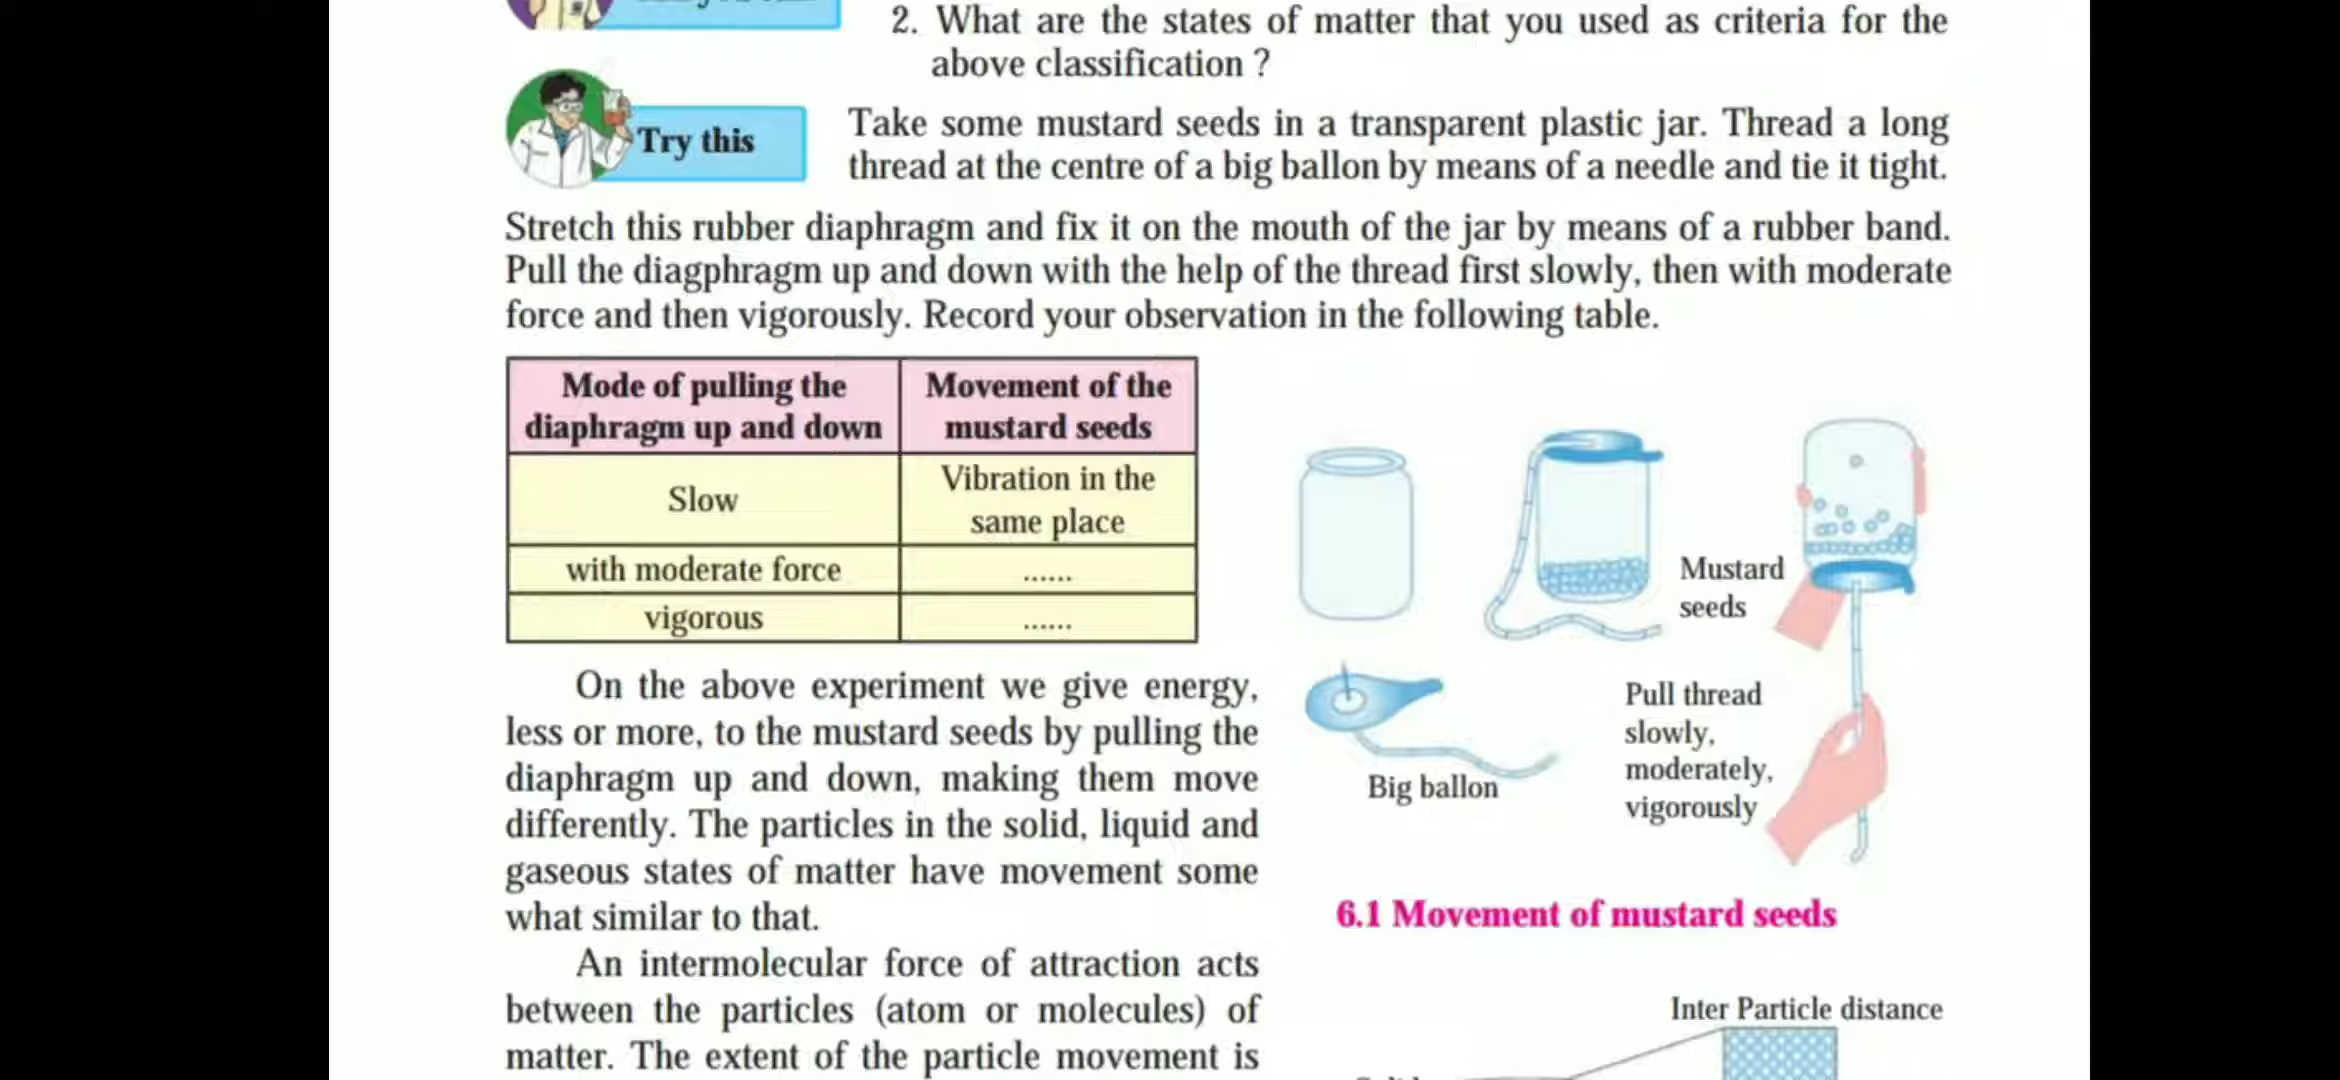 2. What are the states of matter that you used as criteria for the
above classification ?
Try this
Take some mustard seeds in a transparent plastic jar. Thread a long
thread at the centre of a big ballon by means of a needle and tie it tight.
Stretch this rubber diaphragm and fix it on the mouth of the jar by means of a rubber band.
Pull the diagphragm up and down with the help of the thread first slowly, then with moderate
force and then vigorously. Record your observation in the following table.
Mode of pulling the
diaphragm up and down
Movement of the
mustard seeds
Slow
Vibration in the
same place
with moderate force
......
vigorous
......
Mustard
seeds
Big ballon
Pull thread
slowly,
moderately,
vigorously
6.1 Movement of mustard seeds
On the above experiment we give energy,
less or more, to the mustard seeds by pulling the
diaphragm up and down, making them move
differently. The particles in the solid, liquid and
gaseous states of matter have movement some
what similar to that.
An intermolecular force of attraction acts
between the particles (atom or molecules) of
matter. The extent of the particle movement is
Inter Particle distance